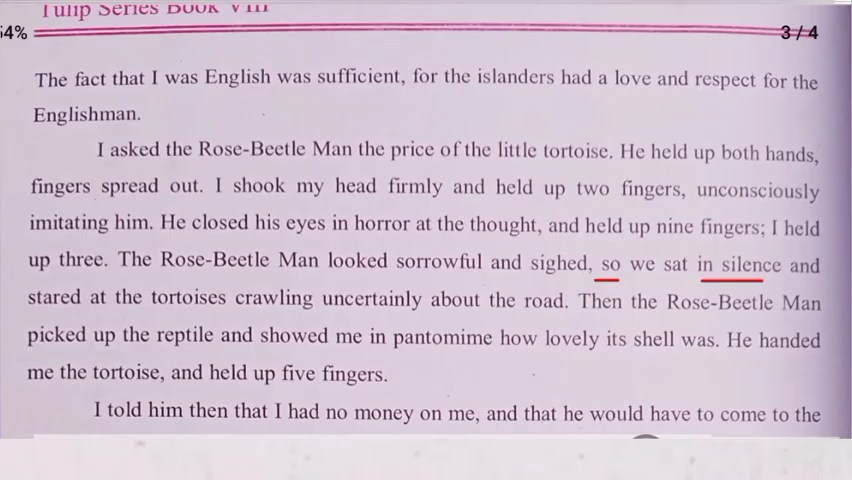 Tulip Series Book VIII
54%
3 / 4
The fact that I was English was sufficient, for the islanders had a love and respect for the
Englishman.
I asked the Rose-Beetle Man the price of the little tortoise. He held up both hands,
fingers spread out. I shook my head firmly and held up two fingers, unconsciously
imitating him. He closed his eyes in horror at the thought, and held up nine fingers; I held
up three. The Rose-Beetle Man looked sorrowful and sighed, so we sat in silence and
stared at the tortoises crawling uncertainly about the road. Then the Rose-Beetle Man
picked up the reptile and showed me in pantomime how lovely its shell was. He handed
me the tortoise, and held up five fingers.
I told him then that I had no money on me, and that he would have to come to the